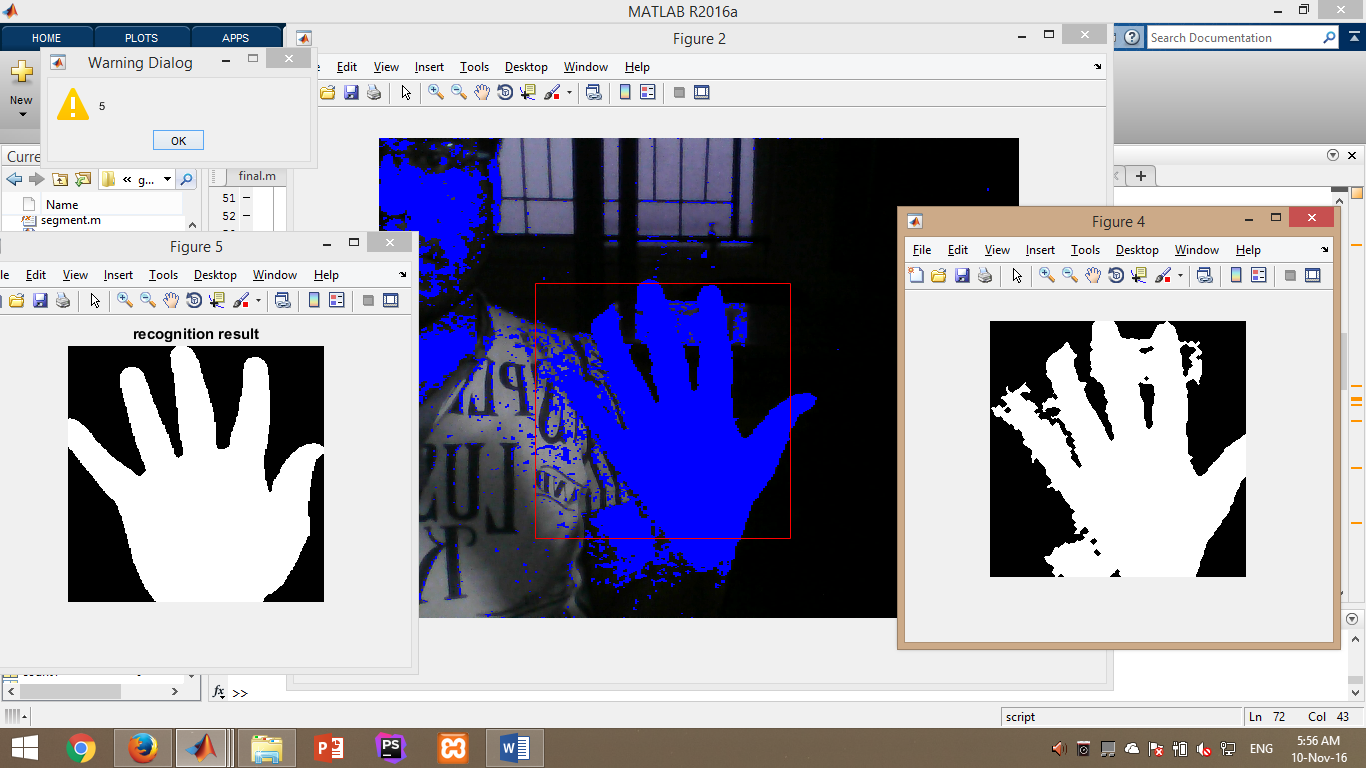 MATLAB R2016a
HOME PLOTS APPS
Figure 2
Search Documentation
Warning Dialog
Edit View Insert Tools Desktop Window Help
New
5
OK
Curre
« g...
final.m
Name
51
52
segment.m
Figure 5
Figure 4
le Edit View Insert Tools Desktop Window Help
File Edit View Insert Tools Desktop Window Help
recognition result
fx >>
script
Ln 72 Col 43
ENG
5:56 AM
10-Nov-16